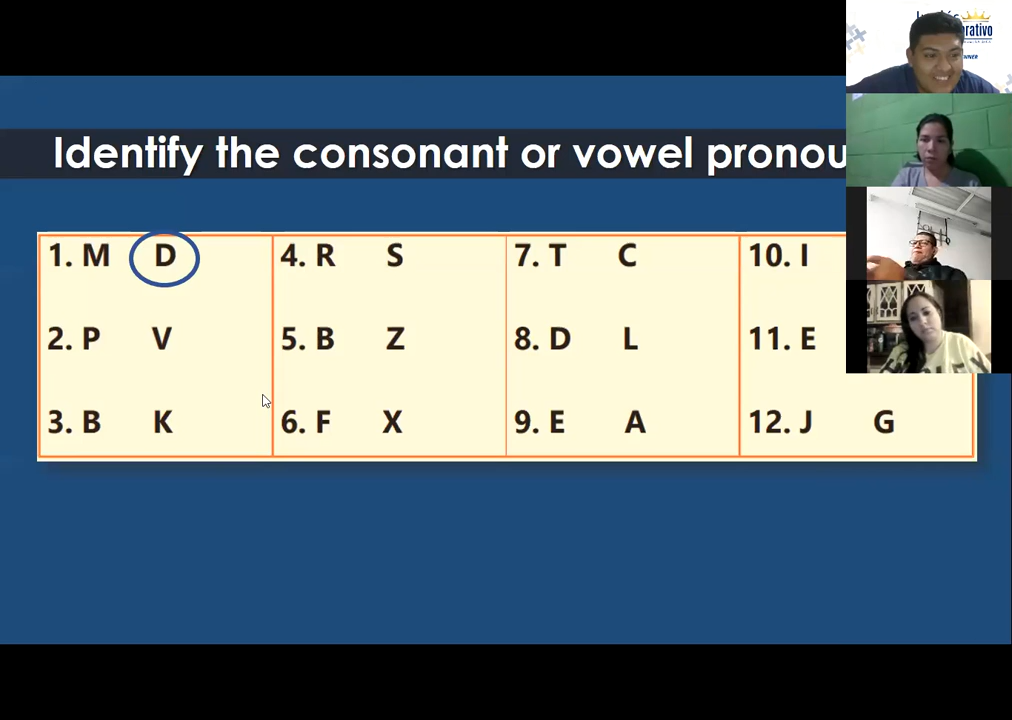 Identify the consonant or vowel pronou
1. M D
2. P V
3. B K
4. R S
5. B Z
6. F X
7. T C
8. D L
9. E A
10. I
11. E
12. J G